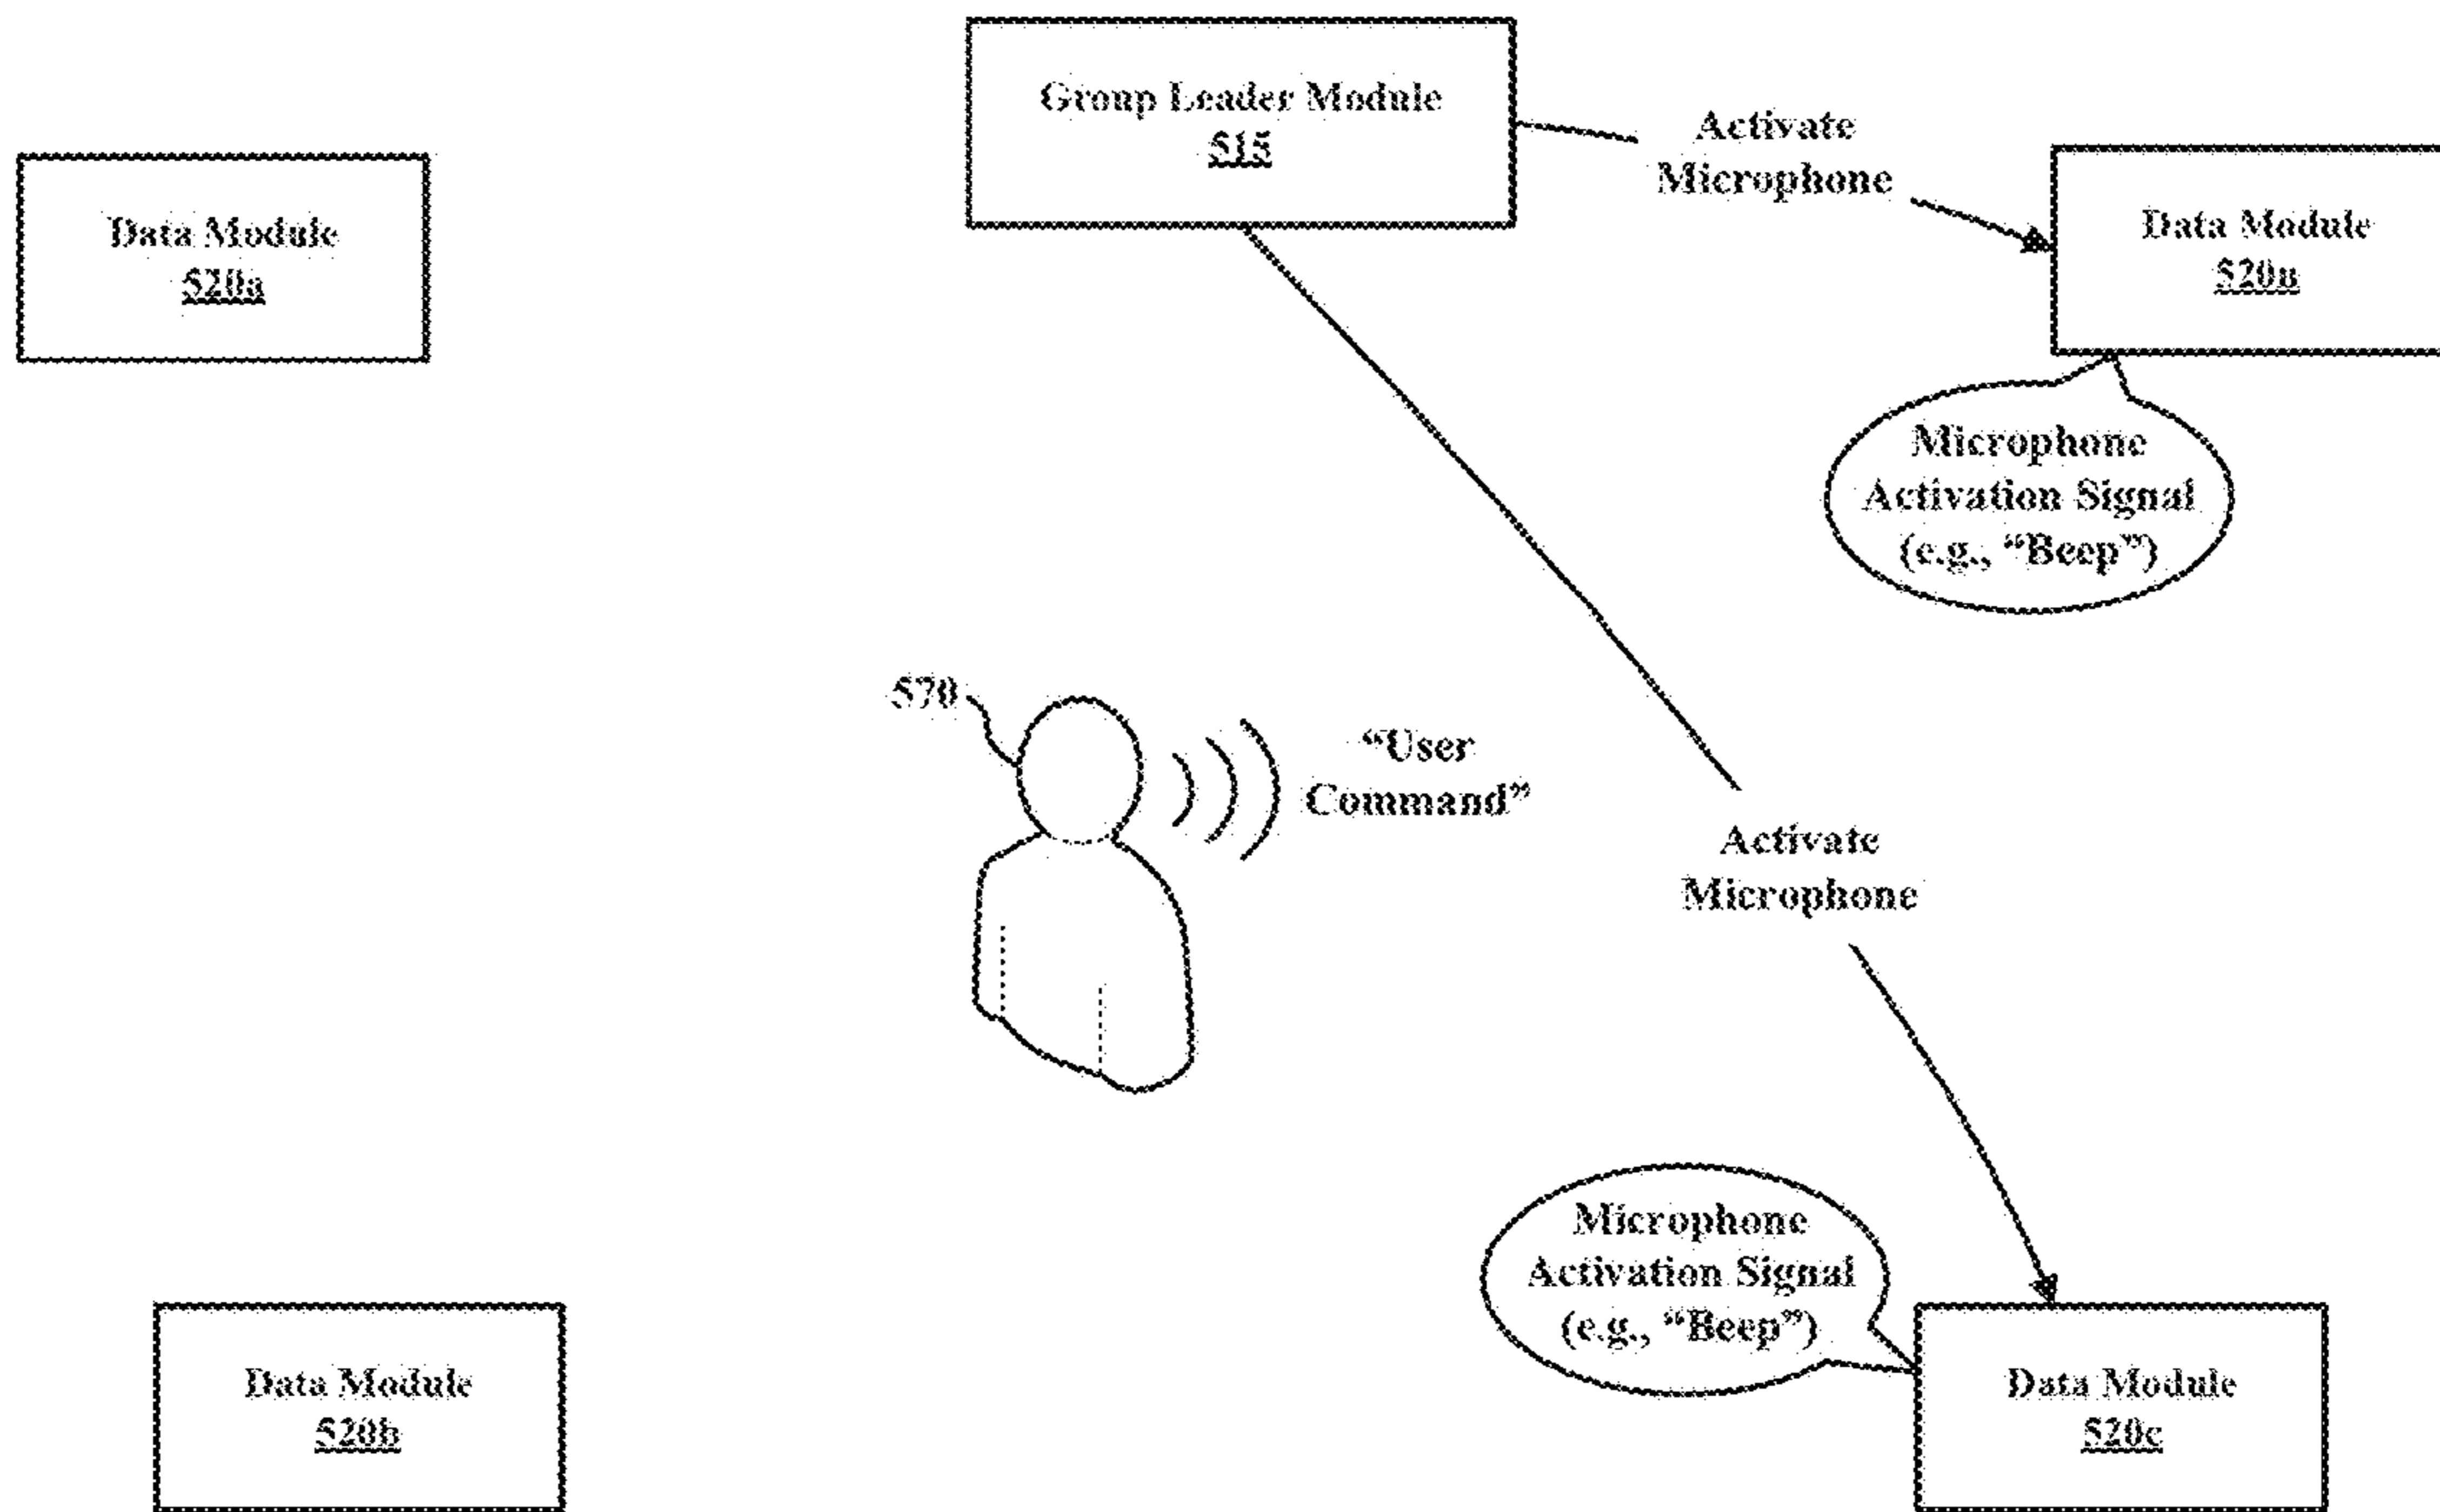 Group Leader Module
515
Activate
Microphone
Data Module
520a
Data Module
520n
Microphone
Activation Signal
(e.g., “Beep”)
570
“User
Command”
Activate
Microphone
Microphone
Activation Signal
(e.g., “Beep”)
Data Module
520b
Data Module
520c